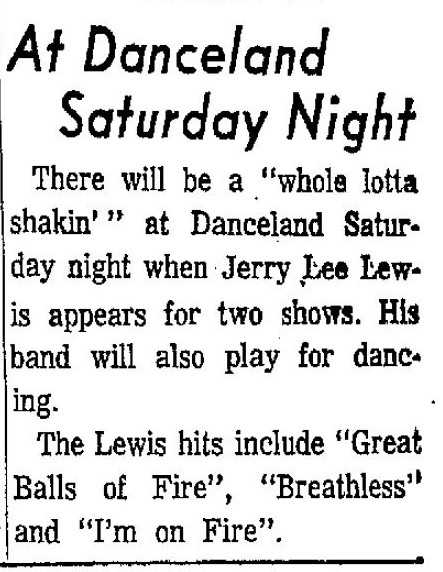 At Danceland
Saturday Night
There will be a "whole lotta
shakin'" at Danceland Satur-
day night when Jerry Lee Lew-
is appears for two shows. His
band will also play for danc-
ing.
The Lewis hits include "Great
Balls of Fire", "Breathless"
and "I'm on Fire".